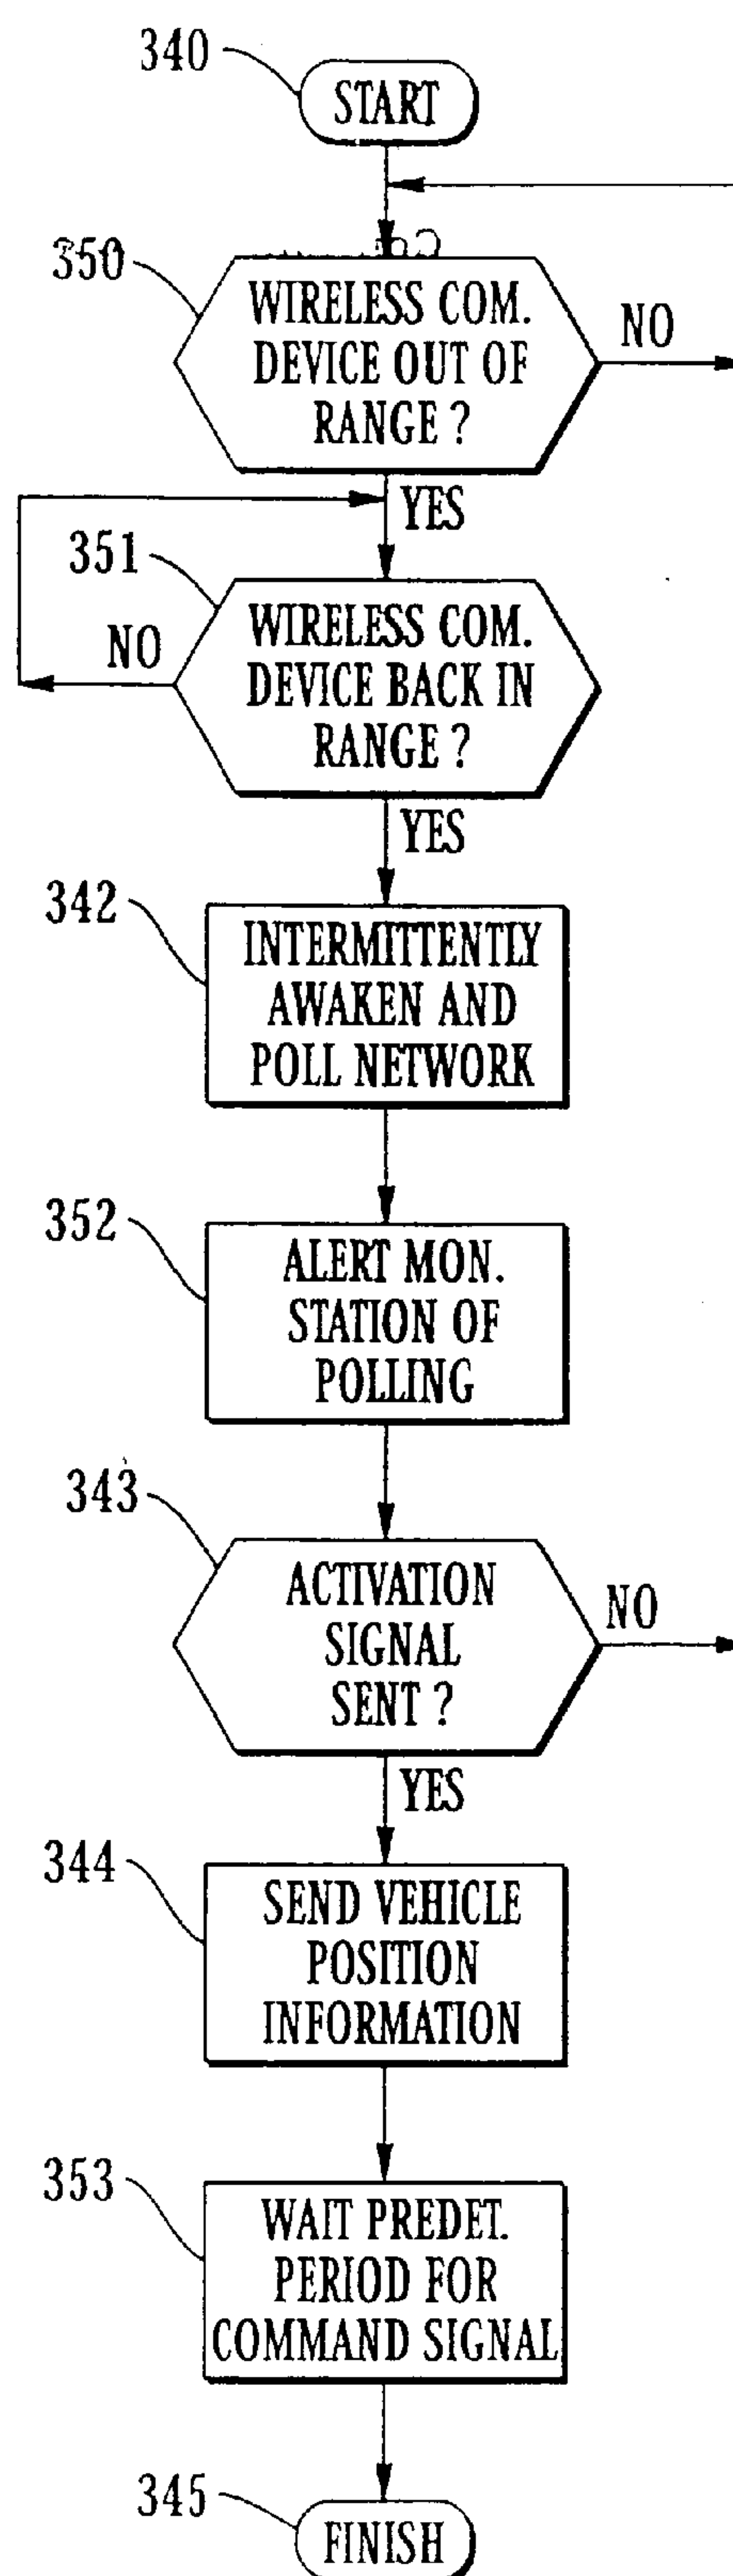 340
START
350
WIRELESS COM.
DEVICE OUT OF
RANGE ?
NO
YES
351
WIRELESS COM.
DEVICE BACK IN
RANGE ?
NO
YES
342
INTERMITTENTLY
AWAKEN AND
POLL NETWORK
352
ALERT MON.
STATION OF
POLLING
343
ACTIVATION
SIGNAL
SENT ?
NO
YES
344
SEND VEHICLE
POSITION
INFORMATION
353
WAIT PREDET.
PERIOD FOR
COMMAND SIGNAL
345
FINISH